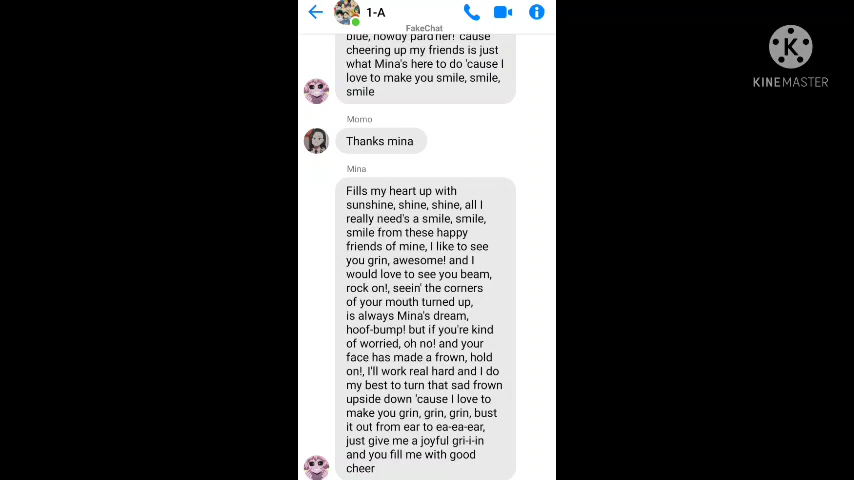 1-A
FakeChat
blue, howdy pard'ner! 'cause
cheering up my friends is just
what Mina's here to do 'cause I
love to make you smile, smile,
smile
Momo
Thanks mina
Mina
Fills my heart up with
sunshine, shine, shine, all I
really need's a smile, smile,
smile from these happy
friends of mine, I like to see
you grin, awesome! and I
would love to see you beam,
rock on!, seein' the corners
of your mouth turned up,
is always Mina's dream,
hoof-bump! but if you're kind
of worried, oh no! and your
face has made a frown, hold
on!, I'll work real hard and I do
my best to turn that sad frown
upside down 'cause I love to
make you grin, grin, grin, bust
it out from ear to ea-ea-ear,
just give me a joyful gri-i-in
and you fill me with good
cheer
K
KINEMASTER